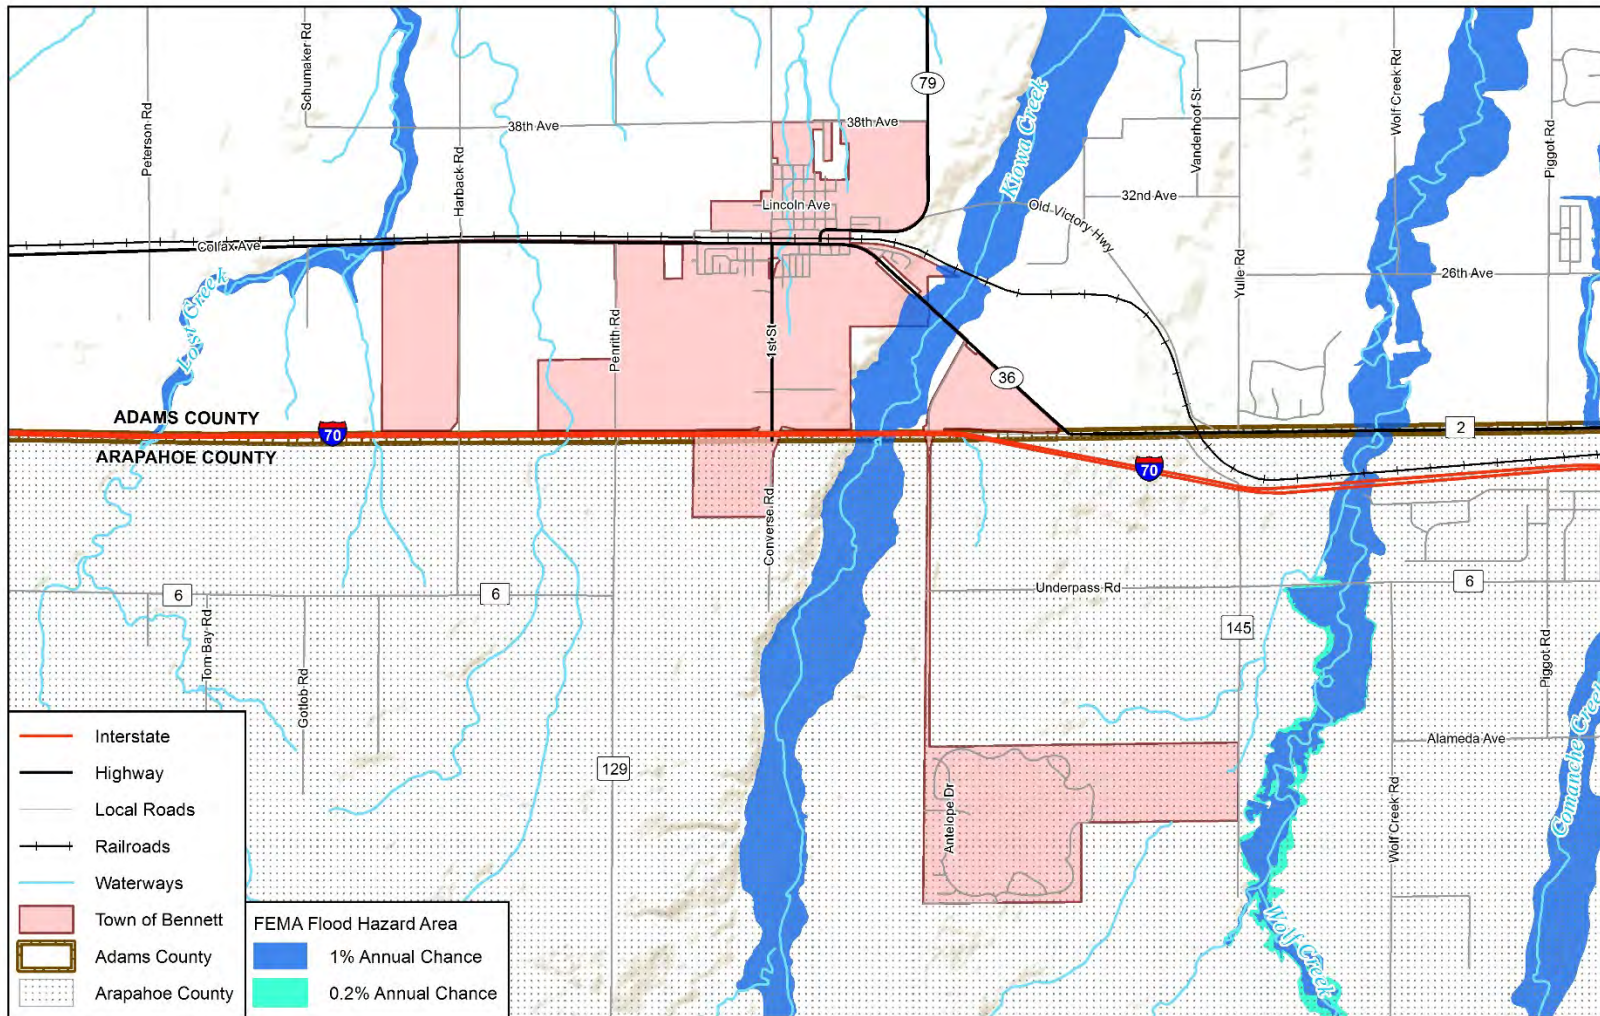 79
Schumaker Rd
Peterson Rd
Harback Rd
38th Ave
38th Ave
Kiowa Creek
Vanderhoof St
Wolf Creek Rd
Piggot Rd
Lincoln Ave
32nd Ave
Old Victory Hwy
Colfax Ave
Yulle Rd
26th Ave
Lost Creek
Penrith Rd
1st St
36
ADAMS COUNTY
70
2
ARAPAHOE COUNTY
70
Converse Rd
6
6
Underpass Rd
6
145
Tom Bay Rd
Gotlob Rd
Piggot Rd
Comanche Creek
Alameda Ave
129
Antelope Dr
Wolf Creek Rd
Wolf Creek
Interstate
Highway
Local Roads
Railroads
Waterways
Town of Bennett
Adams County
Arapahoe County
FEMA Flood Hazard Area
1% Annual Chance
0.2% Annual Chance